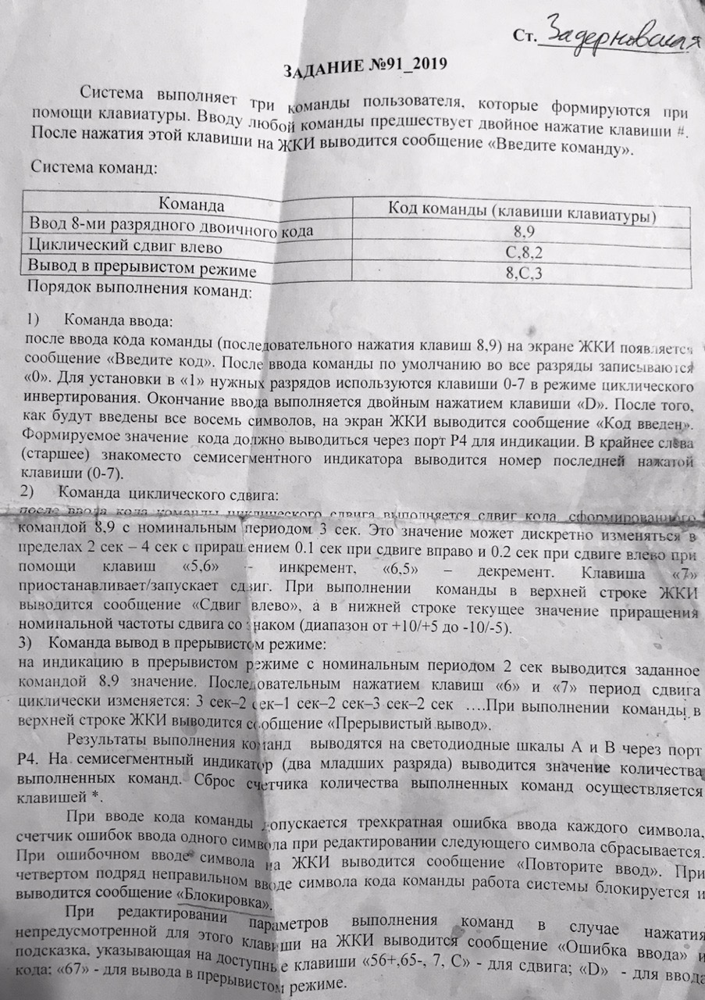 Ст. Задерновская
ЗАДАНИЕ №91_2019
Система выполняет три команды пользователя, которые формируются при
помощи клавиатуры. Вводу любой команды предшествует двойное нажатие клавиши #.
После нажатия этой клавиши на ЖКИ выводится сообщение «Введите команду».
Система команд:
Команда Код команды (клавиши клавиатуры)
Ввод 8-ми разрядного двоичного кода 8,9
Циклический сдвиг влево С,8,2
Вывод в прерывистом режиме 8,С,3
Порядок выполнения команд:
1) Команда ввода:
после ввода кода команды (последовательного нажатия клавиш 8,9) на экране ЖКИ появляется
сообщение «Введите код». После ввода команды по умолчанию во все разряды записываются
«0». Для установки в «1» нужных разрядов используются клавиши 0-7 в режиме циклического
инвертирования. Окончание ввода выполняется двойным нажатием клавиши «D». После того,
как будут введены все восемь символов, на экран ЖКИ выводится сообщение «Код введен».
Формируемое значение кода должно выводиться через порт Р4 для индикации. В крайнее слева
(старшее) знакоместо семисегментного индикатора выводится номер последней нажатой
клавиши (0-7).
2) Команда циклического сдвига:
после ввода кода команды циклического сдвига выполняется сдвиг кода, сформированного
командой 8,9 с номинальным периодом 3 сек. Это значение может дискретно изменяться в
пределах 2 сек – 4 сек с приращением 0.1 сек при сдвиге вправо и 0.2 сек при сдвиге влево при
помощи клавиш «5,6» - инкремент, «6,5» – декремент. Клавиша «7»
приостанавливает/запускает сдвиг. При выполнении команды в верхней строке ЖКИ
выводится сообщение «Сдвиг влево», а в нижней строке текущее значение приращения
номинальной частоты сдвига со знаком (диапазон от +10/+5 до -10/-5).
3) Команда вывод в прерывистом режиме:
на индикацию в прерывистом режиме с номинальным периодом 2 сек выводится заданное
командой 8,9 значение. Последовательным нажатием клавиш «6» и «7» период сдвига
циклически изменяется: 3 сек–2 сек–1 сек–2 сек–3 сек–2 сек ….При выполнении команды в
верхней строке ЖКИ выводится сообщение «Прерывистый вывод».
Результаты выполнения команд выводятся на светодиодные шкалы А и В через порт
Р4. На семисегментный индикатор (два младших разряда) выводится значение количества
выполненных команд. Сброс счетчика количества выполненных команд осуществляется
клавишей *.
При вводе кода команды допускается трехкратная ошибка ввода каждого символа,
счетчик ошибок ввода одного символа при редактировании следующего символа сбрасывается.
При ошибочном вводе символа на ЖКИ выводится сообщение «Повторите ввод». При
четвертом подряд неправильном вводе символа кода команды работа системы блокируется и
выводится сообщение «Блокировка».
При редактировании параметров выполнения команд в случае нажатия
непредусмотренной для этого клавиши на ЖКИ выводится сообщение «Ошибка ввода» и
подсказка, указывающая на доступные клавиши «56+,65-, 7, С» - для сдвига; «D» - для ввода
кода; «67» - для вывода в прерывистом режиме.